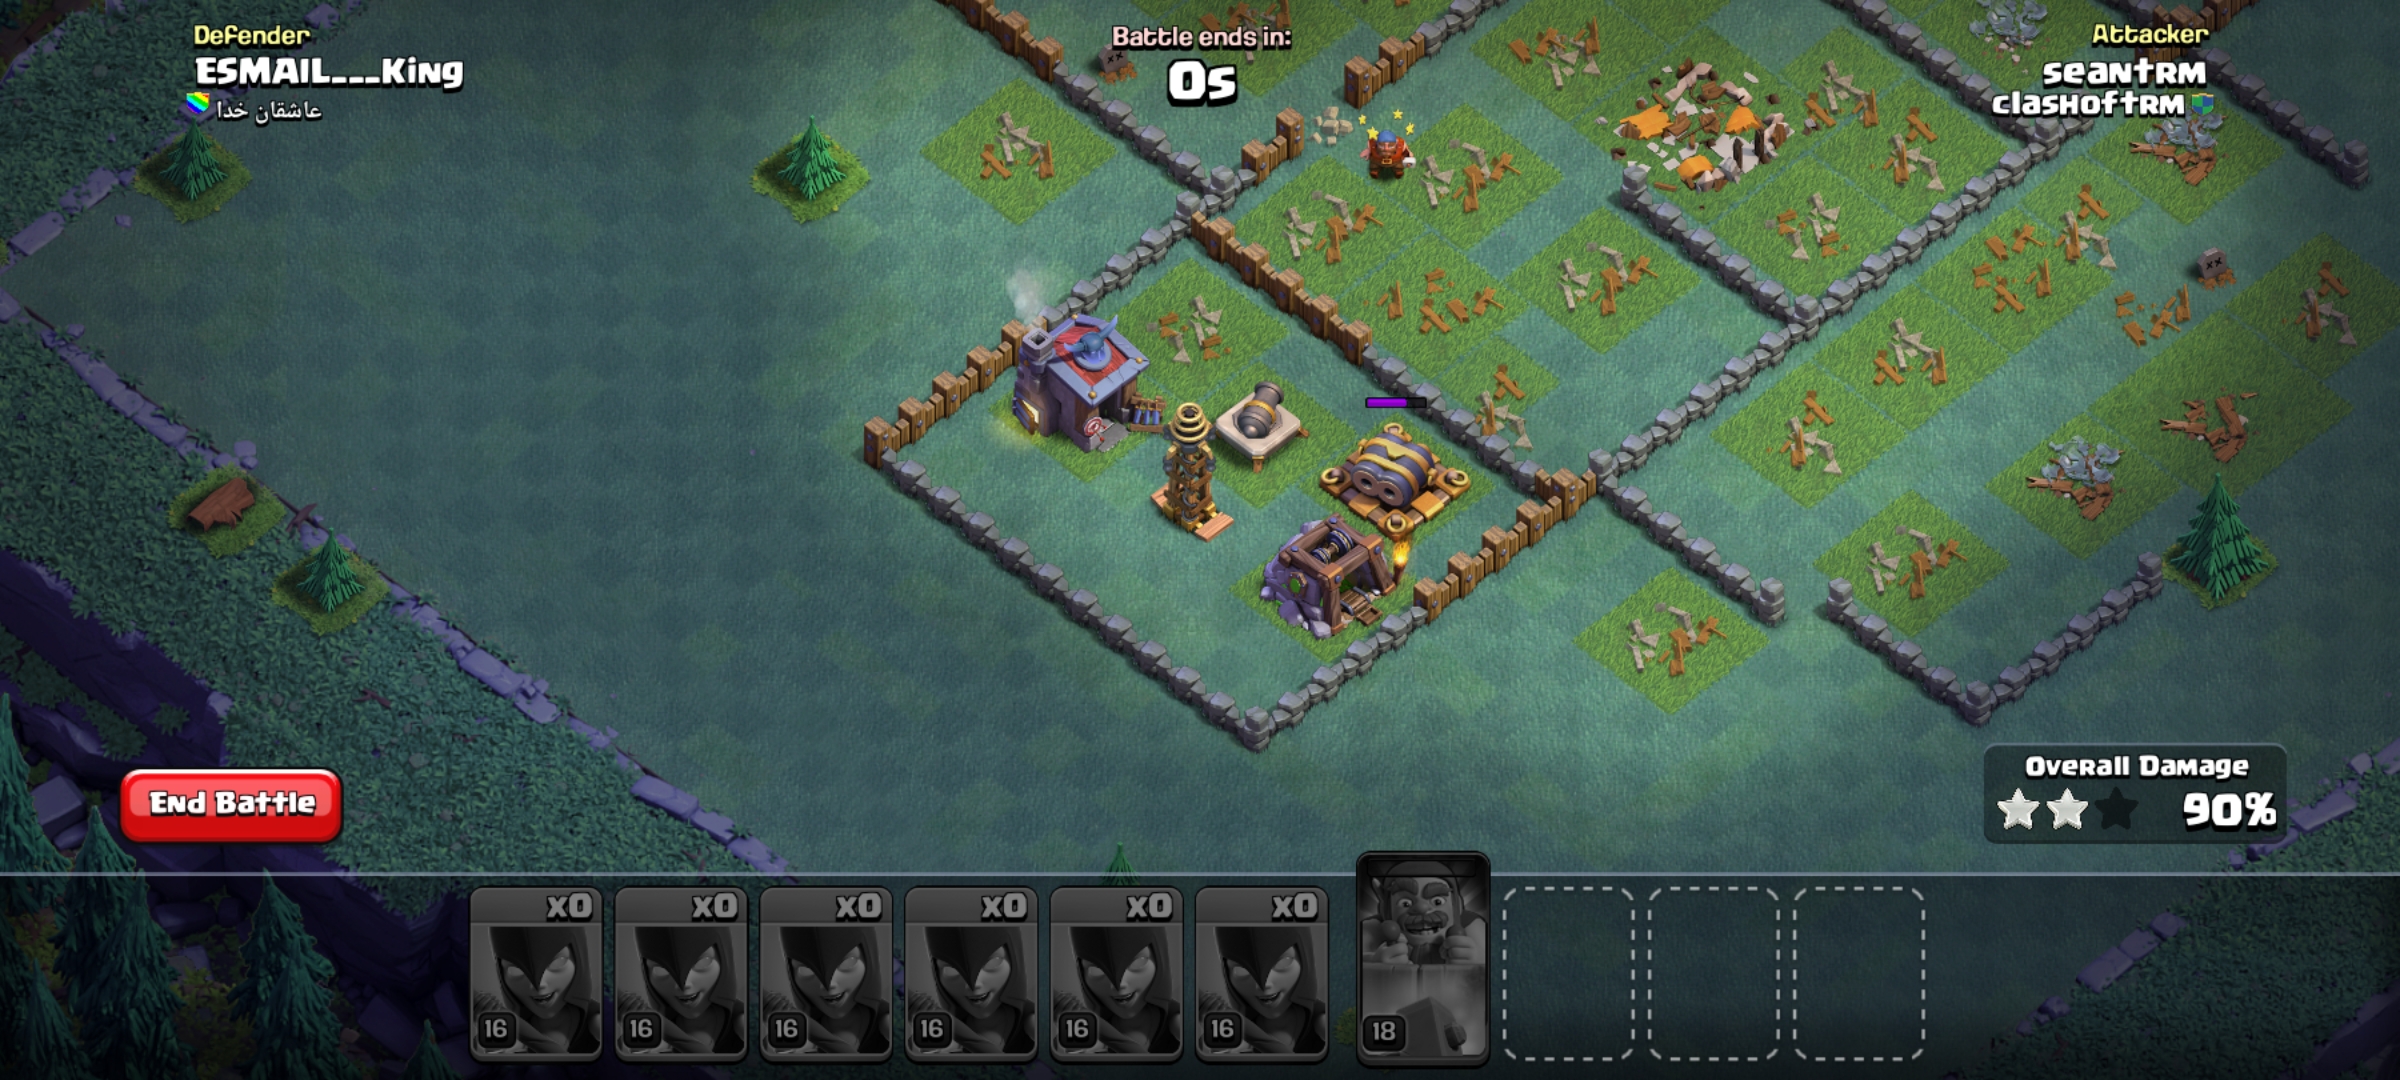 Defender
ESMAIL___King
عاشقان خدا
Battle ends in:
0s
Attacker
seantRM
clashoftRM
End Battle
Overall Damage
90%
x0
x0
x0
x0
x0
x0
16
16
16
16
16
16
18